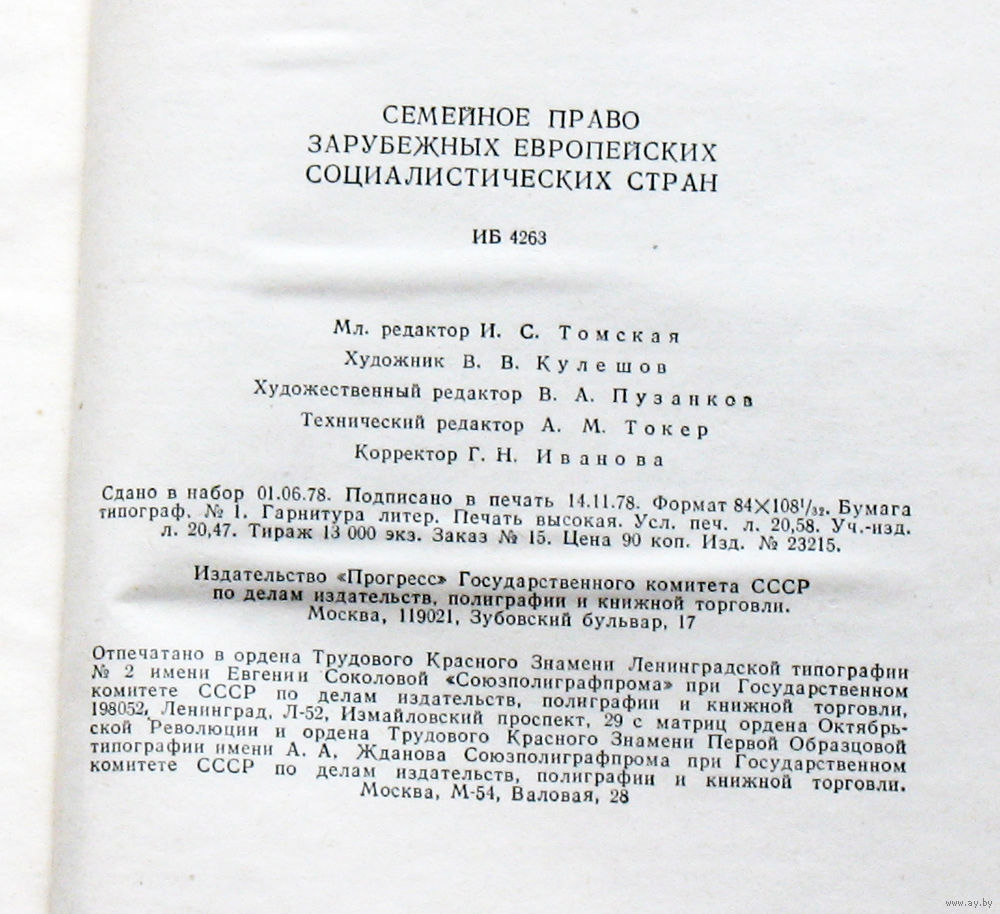 СЕМЕЙНОЕ ПРАВО
ЗАРУБЕЖНЫХ ЕВРОПЕЙСКИХ
СОЦИАЛИСТИЧЕСКИХ СТРАН
ИБ 4263
Мл. редактор И. С. Томская
Художник В. В. Кулешов
Художественный редактор В. А. Пузанков
Технический редактор А. М. Токер
Корректор Г. Н. Иванова
Сдано в набор 01.06.78. Подписано в печать 14.11.78. Формат 84×108¹/₃₂. Бумага
типограф. № 1. Гарнитура литер. Печать высокая. Усл. печ. л. 20,58. Уч.-изд.
л. 20,47. Тираж 13 000 экз. Заказ № 15. Цена 90 коп. Изд. № 23215.
Издательство «Прогресс» Государственного комитета СССР
по делам издательств, полиграфии и книжной торговли.
Москва, 119021, Зубовский бульвар, 17
Отпечатано в ордена Трудового Красного Знамени Ленинградской типографии
№ 2 имени Евгении Соколовой «Союзполиграфпрома» при Государственном
комитете СССР по делам издательств, полиграфии и книжной торговли,
198052, Ленинград, Л-52, Измайловский проспект, 29 с матриц ордена Октябрь-
ской Революции и ордена Трудового Красного Знамени Первой Образцовой
типографии имени А. А. Жданова Союзполиграфпрома при Государственном
комитете СССР по делам издательств, полиграфии и книжной торговли.
Москва, М-54, Валовая, 28
www.ay.by